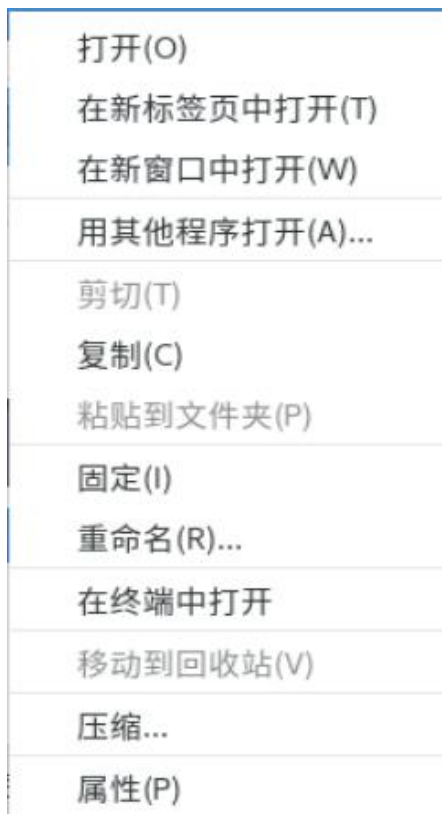 打开(O)
在新标签页中打开(T)
在新窗口中打开(W)
用其他程序打开(A)...
剪切(T)
复制(C)
粘贴到文件夹(P)
固定(I)
重命名(R)...
在终端中打开
移动到回收站(V)
压缩...
属性(P)